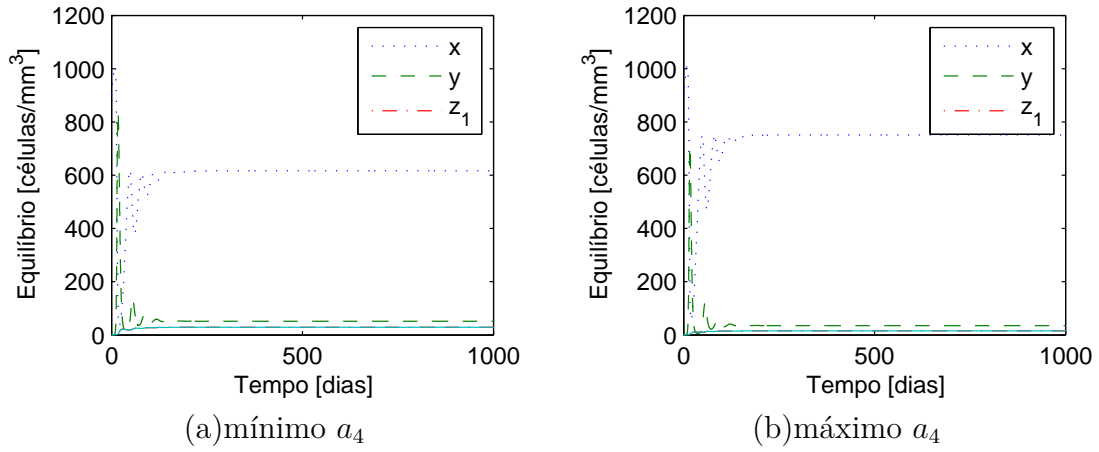 1200
1000
800
600
400
200
0
Equilíbrio [células/mm³]
x
y
z₁
0
500
1000
Tempo [dias]
(a)mínimo a₄
1200
1000
800
600
400
200
0
Equilíbrio [células/mm³]
x
y
z₁
0
500
1000
Tempo [dias]
(b)máximo a₄